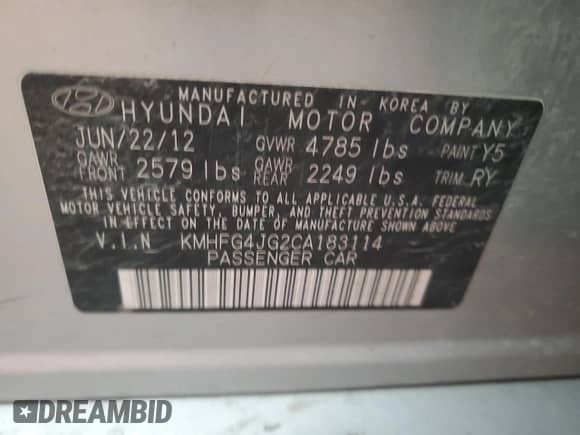 MANUFACTURED IN KOREA BY
HYUNDAI MOTOR COMPANY
JUN/22/12 GVWR 4785 lbs PAINT Y5
GAWR FRONT 2579 lbs GAWR REAR 2249 lbs TRIM RY
THIS VEHICLE CONFORMS TO ALL APPLICABLE U.S.A. FEDERAL
MOTOR VEHICLE SAFETY, BUMPER, AND THEFT PREVENTION
STANDARDS IN EFFECT ON THE DATE OF MANUFACTURE SHOWN ABOVE
V.I.N KMHFG4JG2CA183114
PASSENGER CAR
DREAMBID